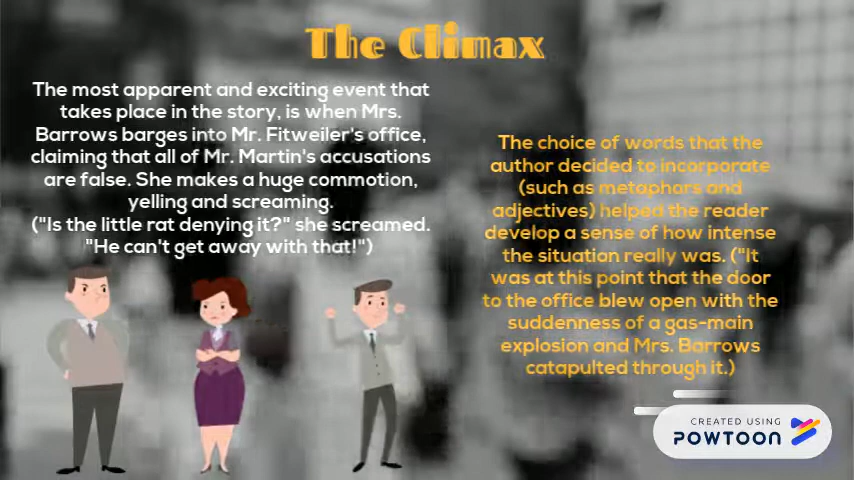 The Climax
The most apparent and exciting event that
takes place in the story, is when Mrs.
Barrows barges into Mr. Fitweiler's office,
claiming that all of Mr. Martin's accusations
are false. She makes a huge commotion,
yelling and screaming.
("Is the little rat denying it?" she screamed.
"He can't get away with that!")
The choice of words that the
author decided to incorporate
(such as metaphars and
adjectives) helped the reader
develop a sense of how intense
the situation really was. ("It
was at this point that the door
to the office blew open with the
suddenness of a gas-main
explosion and Mrs. Barrows
catapulted through it.)
CREATED USING
POWTOON